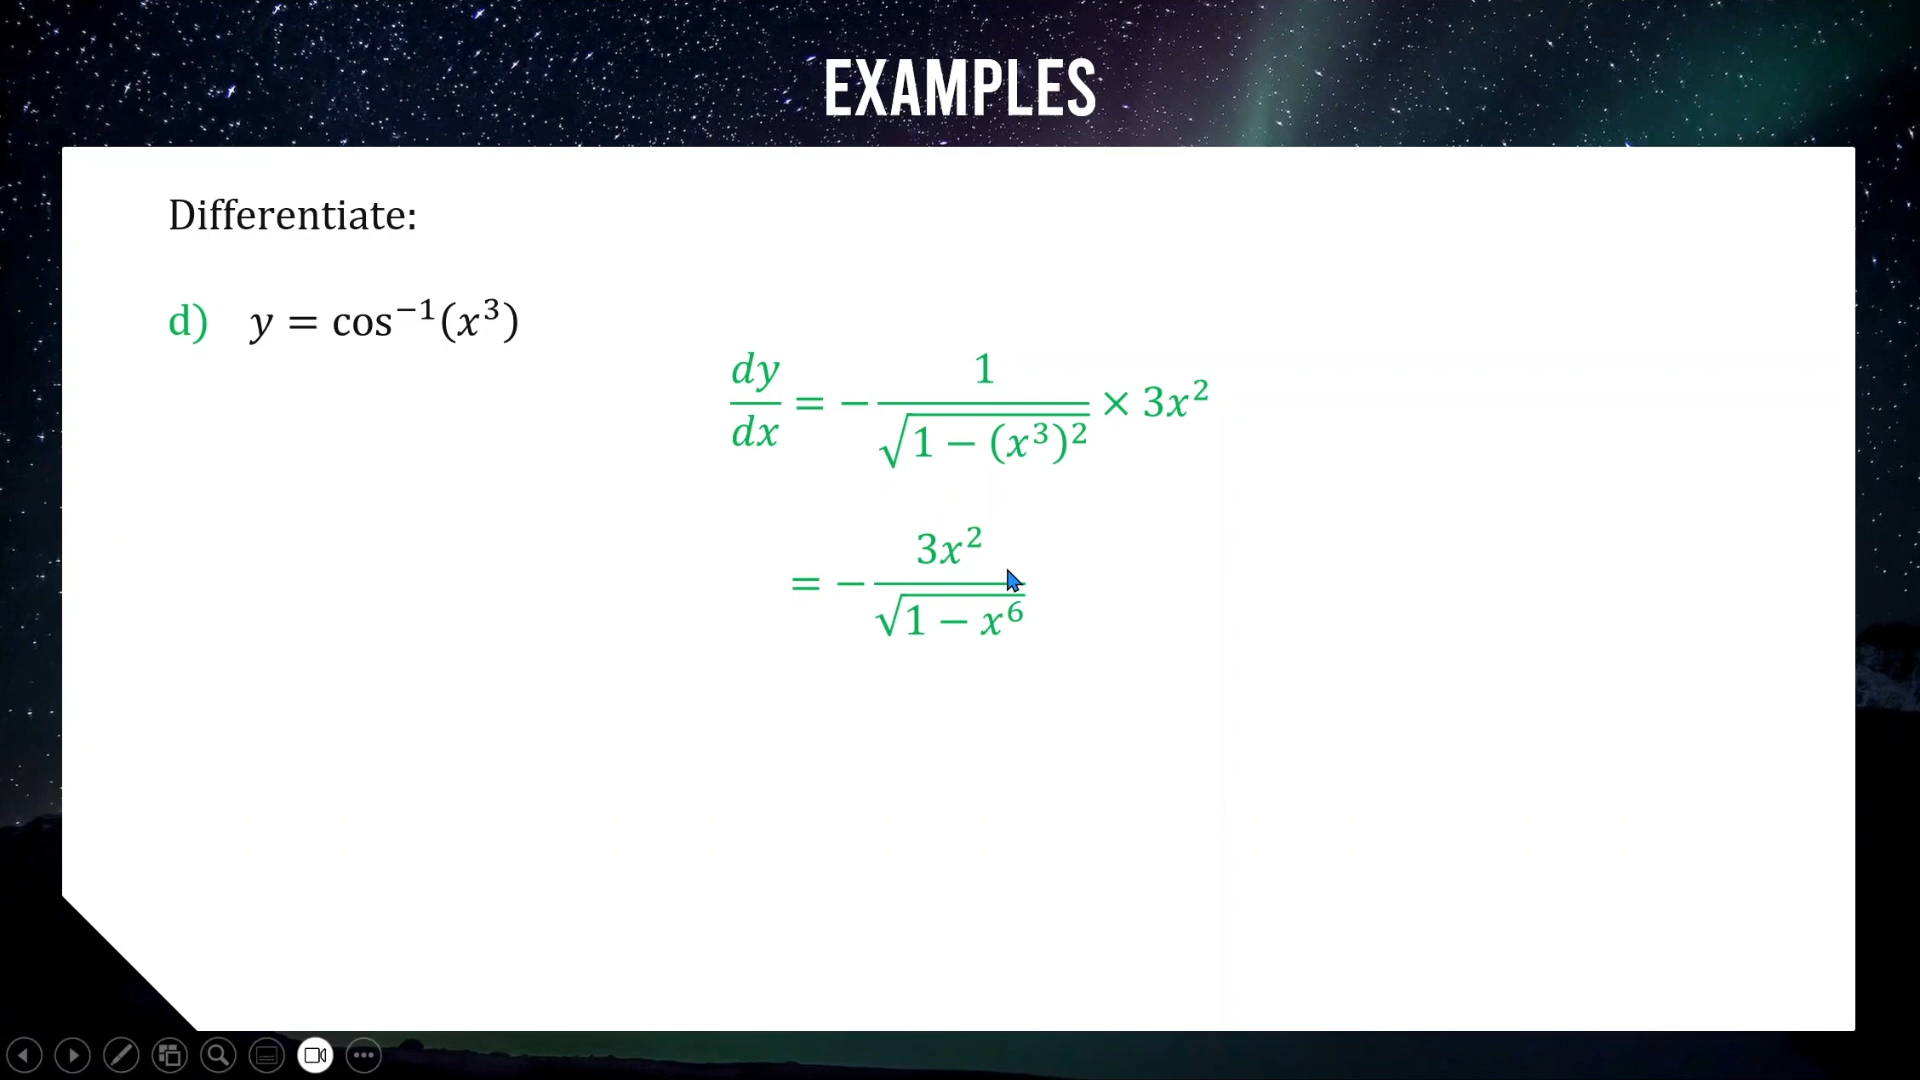 EXAMPLES
Differentiate:
d) y = cos⁻¹(x³)
dy/dx = − 1/√(1 − (x³)²) × 3x²
= − 3x²/√(1 − x⁶)